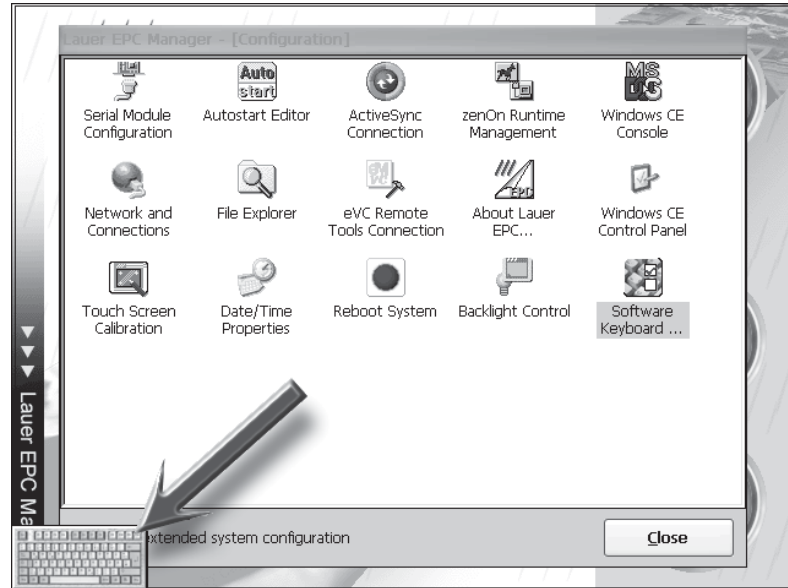 Lauer EPC Manager - [Configuration]
Auto
start
MS
DOS
Serial Module
Configuration
Autostart Editor
ActiveSync
Connection
zenOn Runtime
Management
Windows CE
Console
eMVC
EPC
Network and
Connections
File Explorer
eVC Remote
Tools Connection
About Lauer
EPC...
Windows CE
Control Panel
Touch Screen
Calibration
Date/Time
Properties
Reboot System
Backlight Control
Software
Keyboard ...
Lauer EPC Ma
extended system configuration
Close